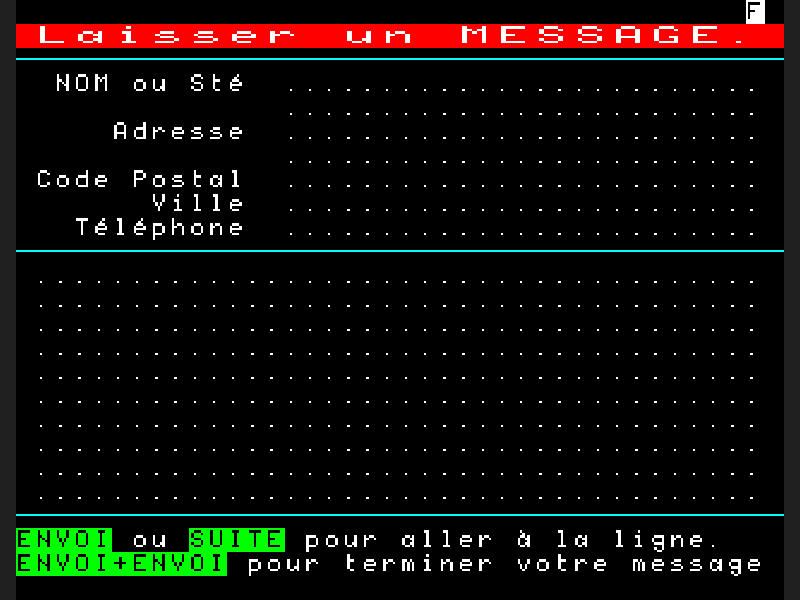 F
Laisser un MESSAGE.
NOM ou Sté .........................
.........................
Adresse .........................
.........................
Code Postal .........................
Ville .........................
Téléphone .........................
......................................
......................................
......................................
......................................
......................................
......................................
......................................
......................................
......................................
......................................
ENVOI ou SUITE pour aller à la ligne.
ENVOI+ENVOI pour terminer votre message